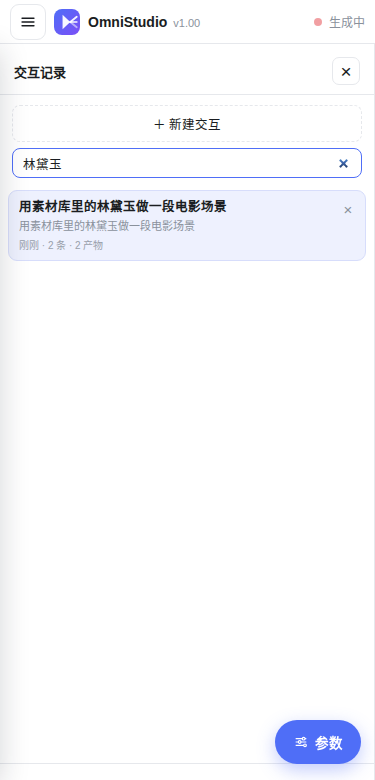 OmniStudio v1.00
生成中
交互记录
＋ 新建交互
林黛玉
用素材库里的林黛玉做一段电影场景
用素材库里的林黛玉做一段电影场景
刚刚 · 2 条 · 2 产物
参数